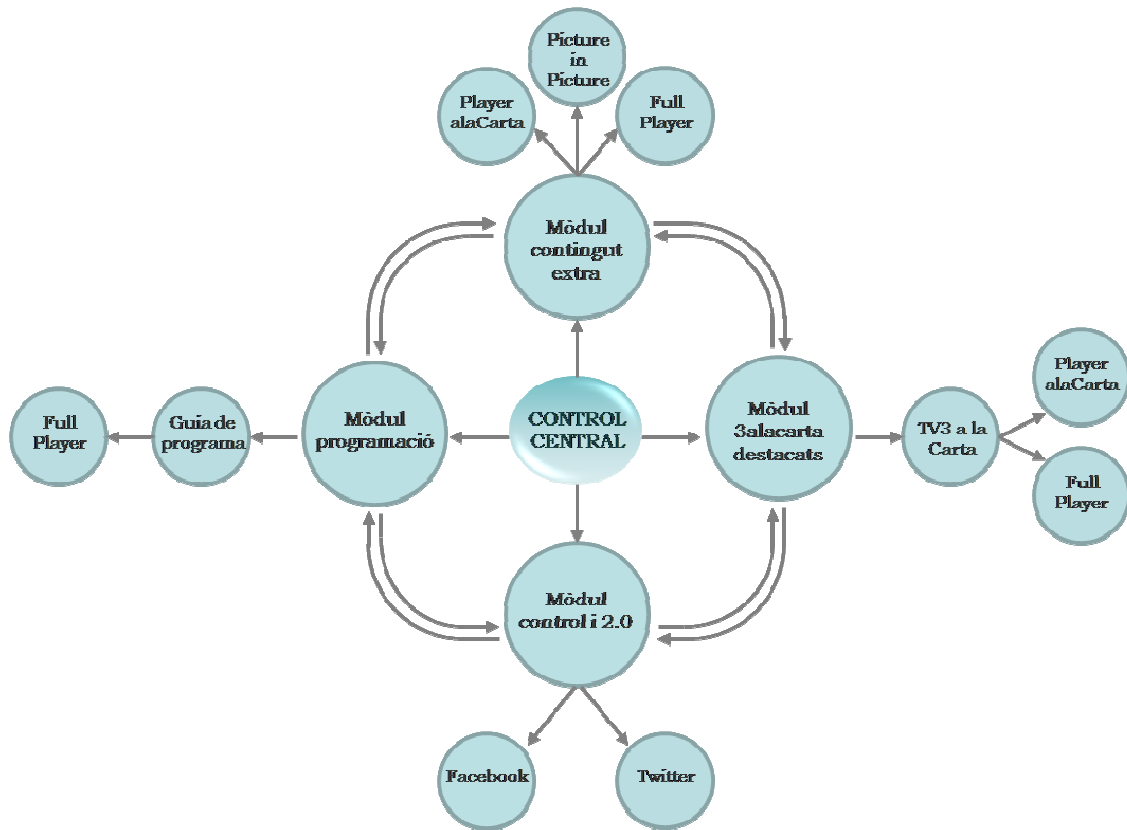 Picture
in
Picture
Player
alaCarta
Full
Player
Mòdul
contingut
extra
Full
Player
Guia de
programa
Mòdul
programació
CONTROL
CENTRAL
Mòdul
3alacarta
destacats
TV3 a la
Carta
Player
alaCarta
Full
Player
Mòdul
control i 2.0
Facebook
Twitter